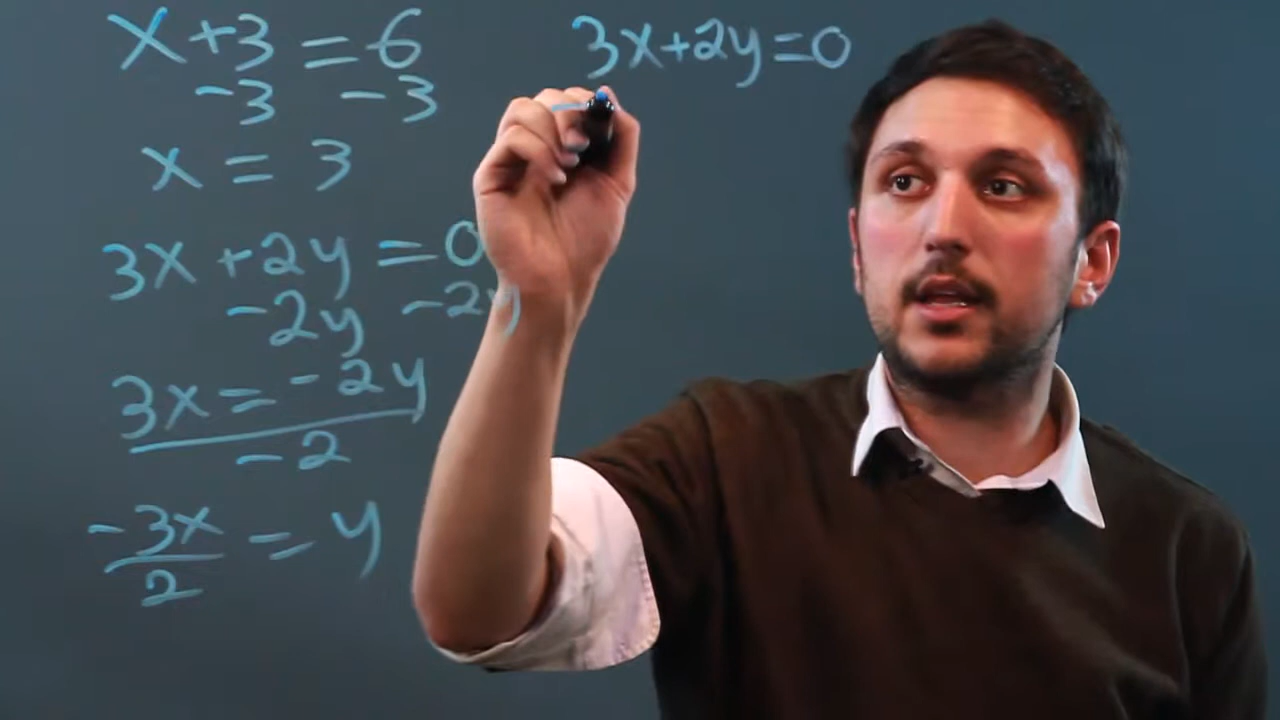 x+3=6
-3 -3
x=3
3x+2y=0
-2y -2y
3x=-2y
-2
-3x
2
=y
3x+2y=0
-